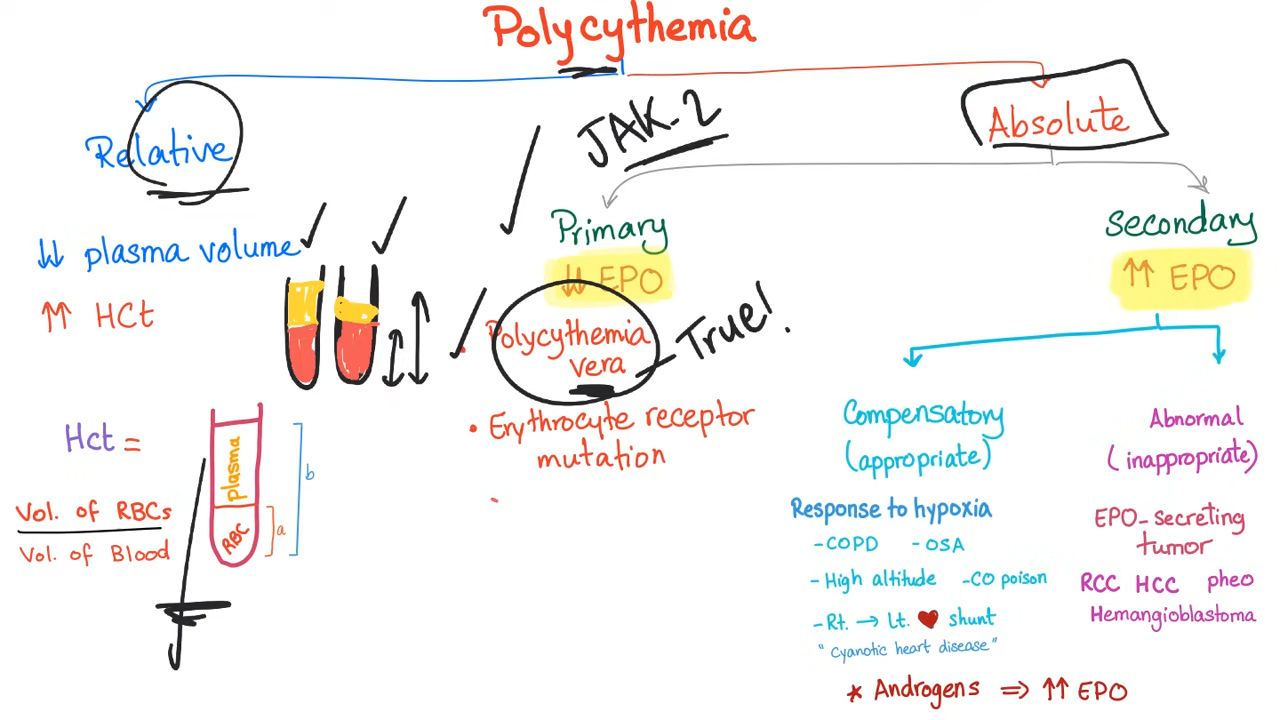 Polycythemia
Relative
JAK-2
Absolute
↓↓ plasma volume
↑↑ HCt
Hct =
Vol. of RBCs
Vol. of Blood
plasma
RBC
a
b
Primary
↓↓ EPO
• Polycythemia
vera
True!
• Erythrocyte receptor
mutation
Secondary
↑↑ EPO
Compensatory
(appropriate)
Response to hypoxia
-COPD -OSA
-High altitude -CO poison
-Rt. → Lt. ❤ shunt
"Cyanotic heart disease"
Abnormal
(inappropriate)
EPO-secreting
tumor
RCC HCC pheo
Hemangioblastoma
* Androgens ⇒ ↑↑ EPO